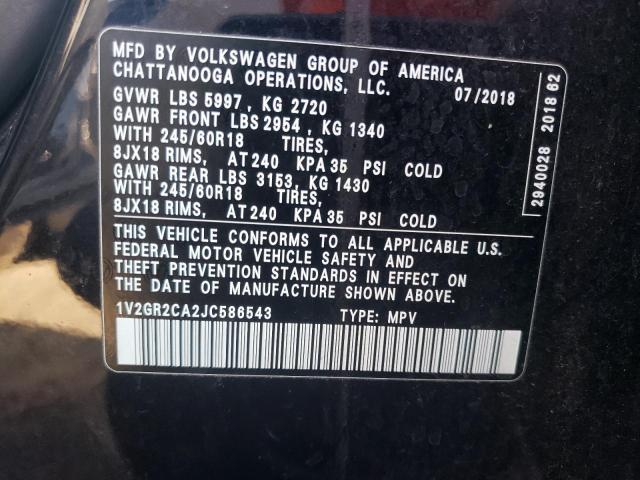 MFD BY VOLKSWAGEN GROUP OF AMERICA
CHATTANOOGA OPERATIONS, LLC.
07/2018
GVWR LBS 5997, KG 2720
GAWR FRONT LBS 2954, KG 1340
WITH 245/60R18 TIRES,
8JX18 RIMS, AT 240 KPA 35 PSI COLD
GAWR REAR LBS 3153, KG 1430
WITH 245/60R18 TIRES,
8JX18 RIMS, AT 240 KPA 35 PSI COLD
THIS VEHICLE CONFORMS TO ALL APPLICABLE U.S.
FEDERAL MOTOR VEHICLE SAFETY AND
THEFT PREVENTION STANDARDS IN EFFECT ON
THE DATE OF MANUFACTURE SHOWN ABOVE.
1V2GR2CA2JC586543 TYPE: MPV
2940028 2018 62